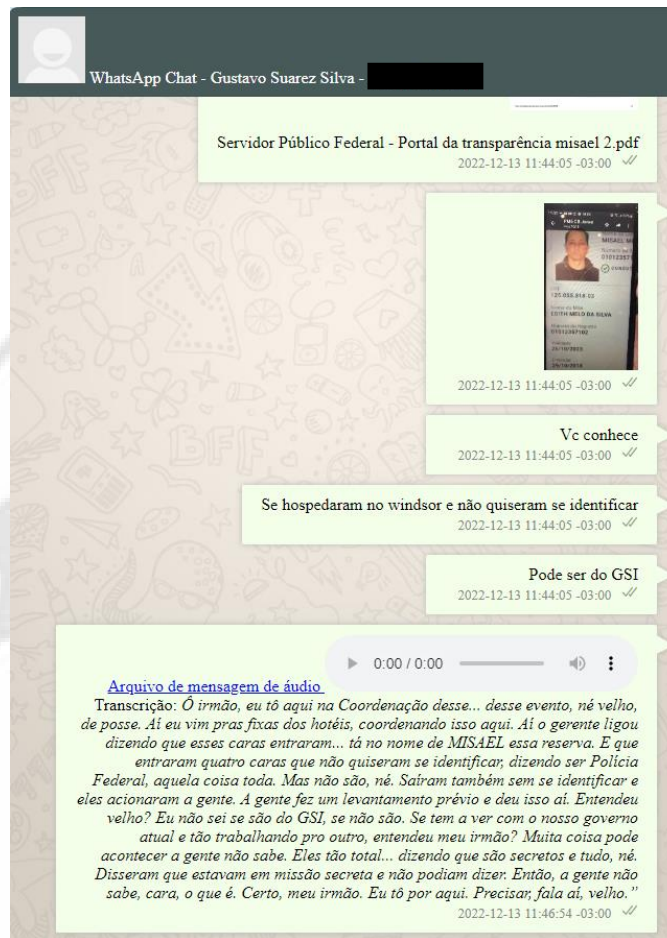 WhatsApp Chat - Gustavo Suarez Silva -
Servidor Público Federal - Portal da transparência misael 2.pdf
2022-12-13 11:44:05 -03:00
2022-12-13 11:44:05 -03:00
Vc conhece
2022-12-13 11:44:05 -03:00
Se hospedaram no windsor e não quiseram se identificar
2022-12-13 11:44:05 -03:00
Pode ser do GSI
2022-12-13 11:44:05 -03:00
0:00 / 0:00
Arquivo de mensagem de áudio
Transcrição: Ô irmão, eu tô aqui na Coordenação desse... desse evento, né velho,
de posse. Aí eu vim pras fixas dos hotéis, coordenando isso aqui. Aí o gerente ligou
dizendo que esses caras entraram... tá no nome de MISAEL essa reserva. E que
entraram quatro caras que não quiseram se identificar, dizendo ser Polícia
Federal, aquela coisa toda. Mas não são, né. Saíram também sem se identificar e
eles acionaram a gente. A gente fez um levantamento prévio e deu isso aí. Entendeu
velho? Eu não sei se são do GSI, se não são. Se tem a ver com o nosso governo
atual e tão trabalhando pro outro, entendeu meu irmão? Muita coisa pode
acontecer a gente não sabe. Eles tão total... dizendo que são secretos e tudo, né.
Disseram que estavam em missão secreta e não podiam dizer. Então, a gente não
sabe, cara, o que é. Certo, meu irmão. Eu tô por aqui. Precisar, fala aí, velho.”
2022-12-13 11:46:54 -03:00